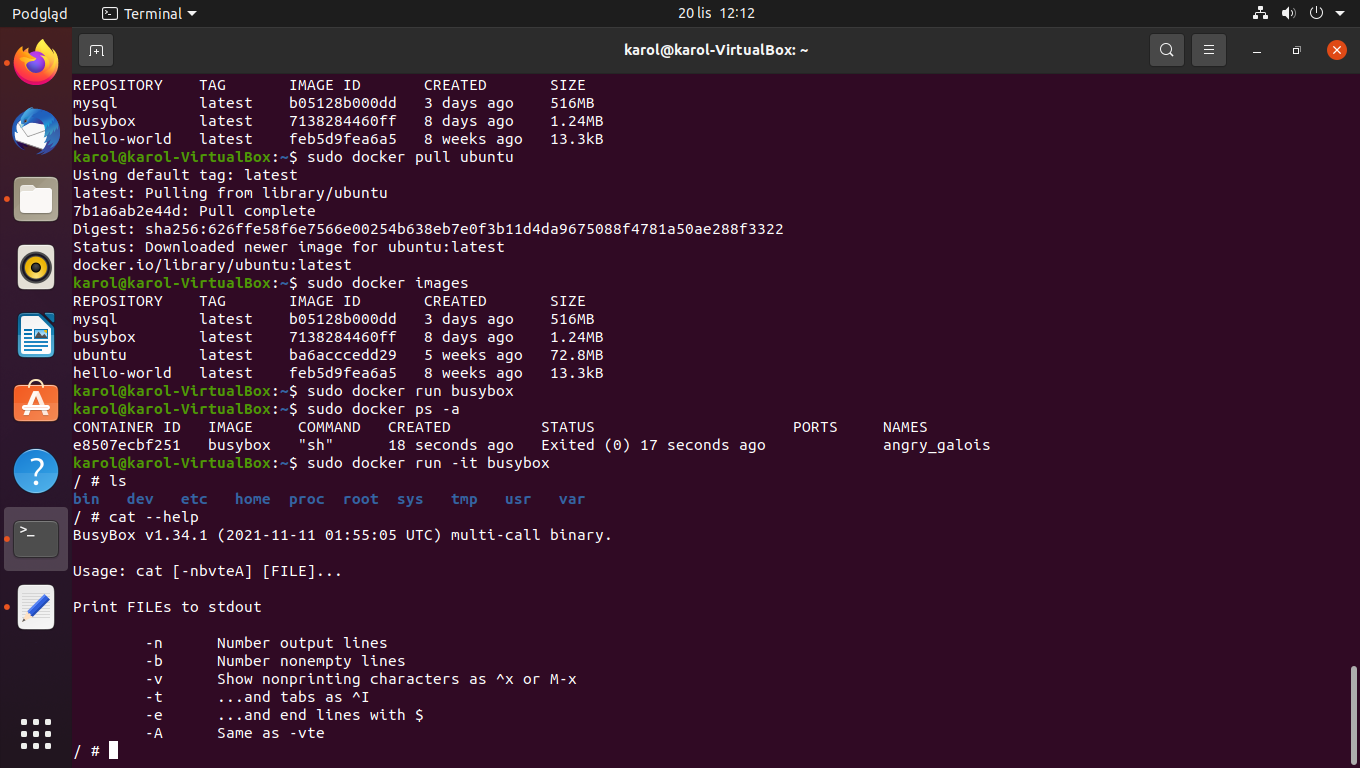 Podgląd Terminal 20 lis 12:12
karol@karol-VirtualBox: ~
REPOSITORY TAG IMAGE ID CREATED SIZE
mysql latest b05128b000dd 3 days ago 516MB
busybox latest 7138284460ff 8 days ago 1.24MB
hello-world latest feb5d9fea6a5 8 weeks ago 13.3kB
karol@karol-VirtualBox:~$ sudo docker pull ubuntu
Using default tag: latest
latest: Pulling from library/ubuntu
7b1a6ab2e44d: Pull complete
Digest: sha256:626ffe58f6e7566e00254b638eb7e0f3b11d4da9675088f4781a50ae288f3322
Status: Downloaded newer image for ubuntu:latest
docker.io/library/ubuntu:latest
karol@karol-VirtualBox:~$ sudo docker images
REPOSITORY TAG IMAGE ID CREATED SIZE
mysql latest b05128b000dd 3 days ago 516MB
busybox latest 7138284460ff 8 days ago 1.24MB
ubuntu latest ba6acccedd29 5 weeks ago 72.8MB
hello-world latest feb5d9fea6a5 8 weeks ago 13.3kB
karol@karol-VirtualBox:~$ sudo docker run busybox
karol@karol-VirtualBox:~$ sudo docker ps -a
CONTAINER ID IMAGE COMMAND CREATED STATUS PORTS NAMES
e8507ecbf251 busybox "sh" 18 seconds ago Exited (0) 17 seconds ago angry_galois
karol@karol-VirtualBox:~$ sudo docker run -it busybox
/ # ls
bin dev etc home proc root sys tmp usr var
/ # cat --help
BusyBox v1.34.1 (2021-11-11 01:55:05 UTC) multi-call binary.
Usage: cat [-nbvteA] [FILE]...
Print FILEs to stdout
-n Number output lines
-b Number nonempty lines
-v Show nonprinting characters as ^x or M-x
-t ...and tabs as ^I
-e ...and end lines with $
-A Same as -vte
/ #